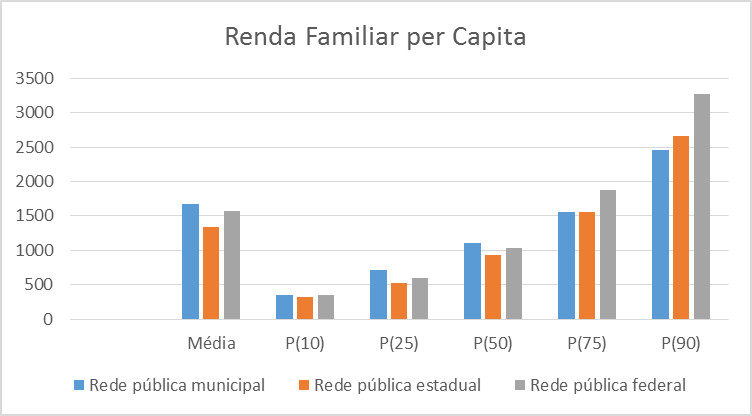 Renda Familiar per Capita
3500
3000
2500
2000
1500
1000
500
0
Média P(10) P(25) P(50) P(75) P(90)
Rede pública municipal Rede pública estadual Rede pública federal